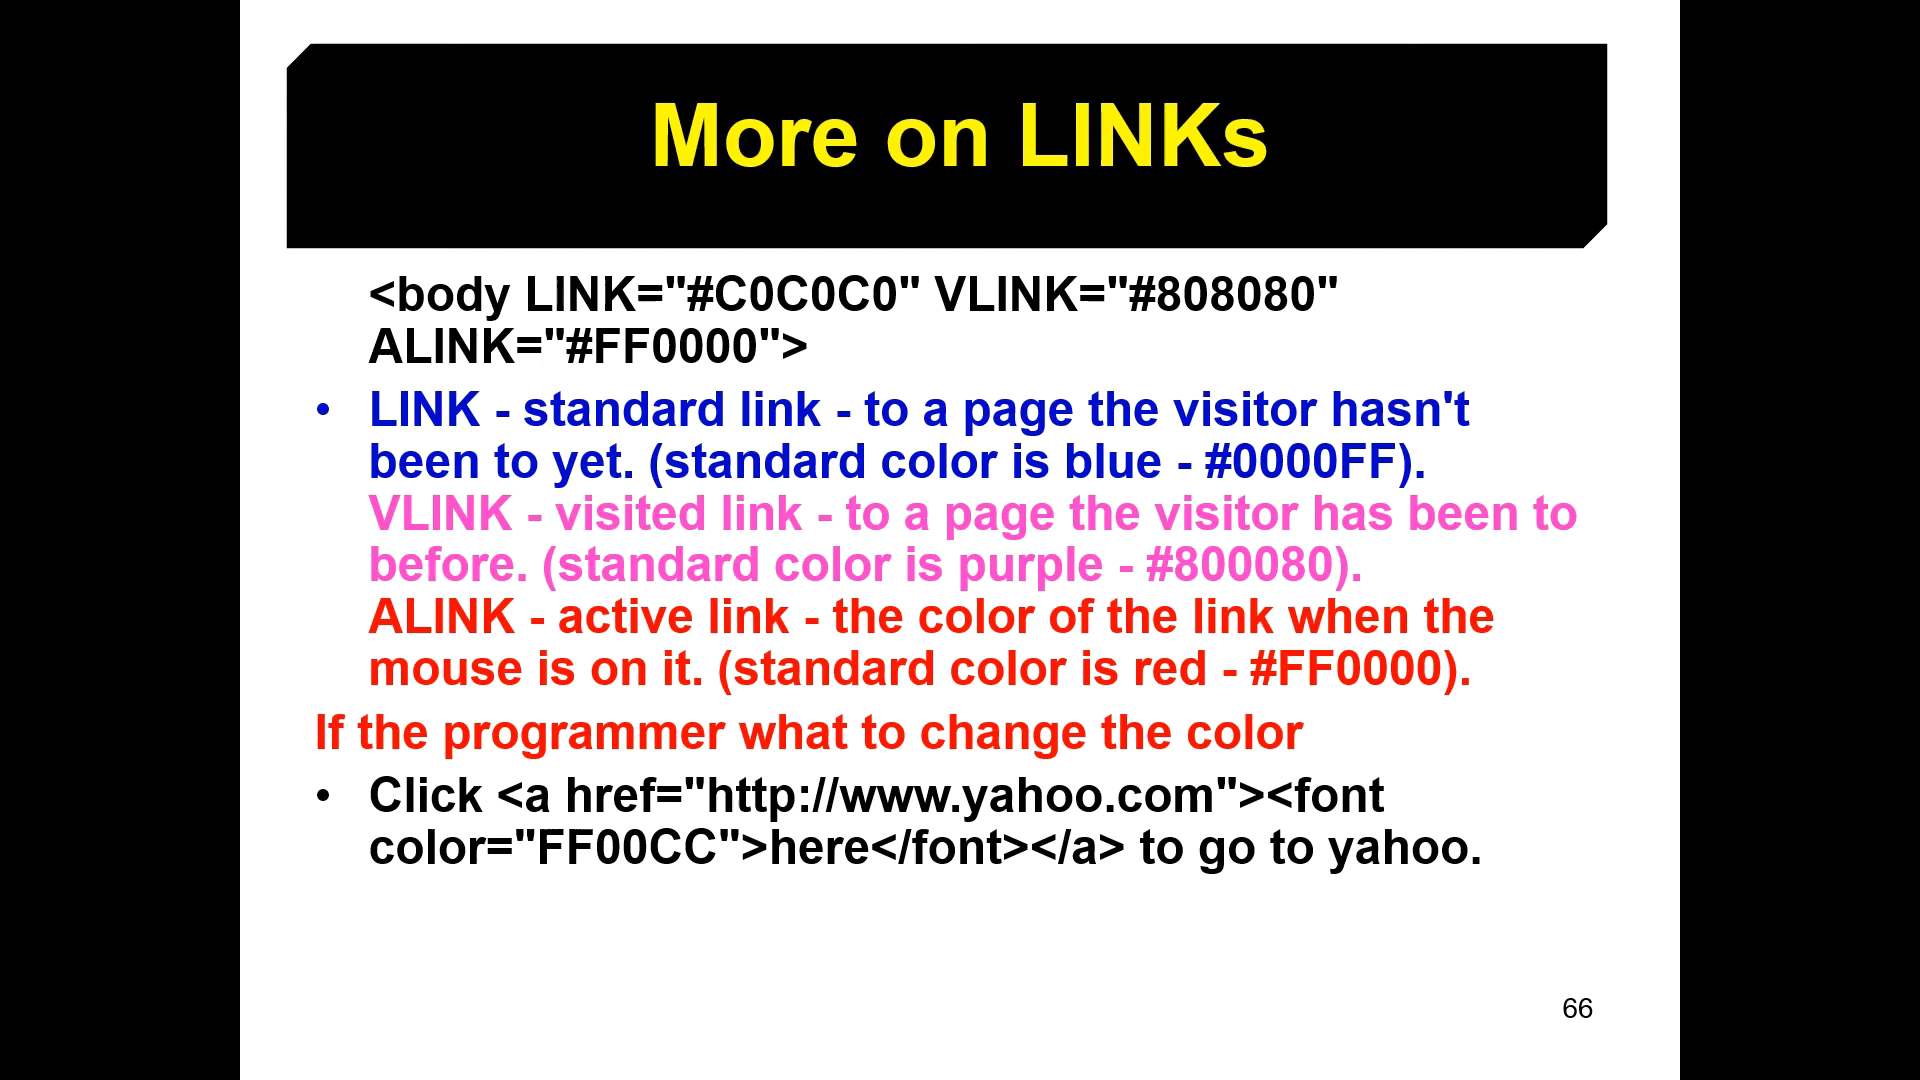 More on LINKs
<body LINK="#C0C0C0" VLINK="#808080"
ALINK="#FF0000">
• LINK - standard link - to a page the visitor hasn't
been to yet. (standard color is blue - #0000FF).
VLINK - visited link - to a page the visitor has been to
before. (standard color is purple - #800080).
ALINK - active link - the color of the link when the
mouse is on it. (standard color is red - #FF0000).
If the programmer what to change the color
• Click <a href="http://www.yahoo.com"><font
color="FF00CC">here</font></a> to go to yahoo.
66